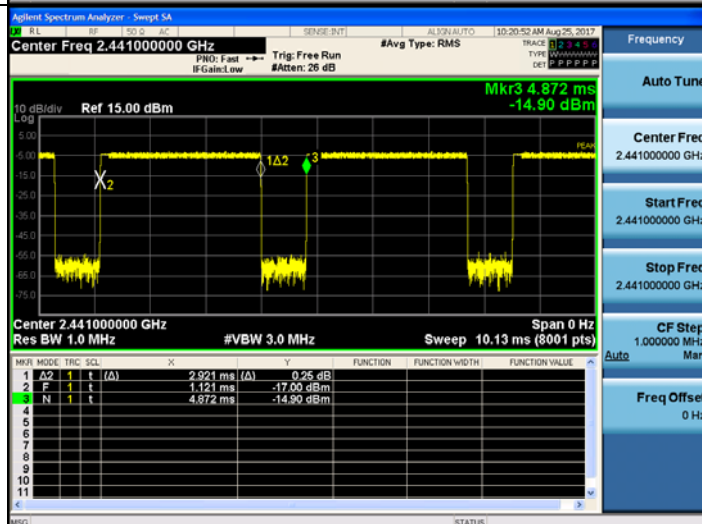 Agilent Spectrum Analyzer - Swept SA
RL RF 50 Ω AC SENSE:INT ALIGN AUTO 10:20:52 AM Aug 25, 2017
Center Freq 2.441000000 GHz
PNO: Fast
IFGain:Low
Trig: Free Run
#Atten: 26 dB
#Avg Type: RMS
TRACE 1 2 3 4 5 6
TYPE WWWWWW
DET P P P P P P
Frequency
Mkr3 4.872 ms
-14.90 dBm
10 dB/div Ref 15.00 dBm
Log
5.00
-5.00
-15.0
-25.0
-35.0
-45.0
-55.0
-65.0
-75.0
PEAK
2
1Δ2
3
Center 2.441000000 GHz Span 0 Hz
Res BW 1.0 MHz #VBW 3.0 MHz Sweep 10.13 ms (8001 pts)
MKR MODE TRC SCL X Y FUNCTION FUNCTION WIDTH FUNCTION VALUE
1 Δ2 1 t (Δ) 2.921 ms (Δ) 0.25 dB
2 F 1 t 1.121 ms -17.00 dBm
3 N 1 t 4.872 ms -14.90 dBm
4
5
6
7
8
9
10
11
MSG STATUS
Auto Tune
Center Freq
2.441000000 GHz
Start Freq
2.441000000 GHz
Stop Freq
2.441000000 GHz
CF Step
1.000000 MHz
Auto Man
Freq Offset
0 Hz